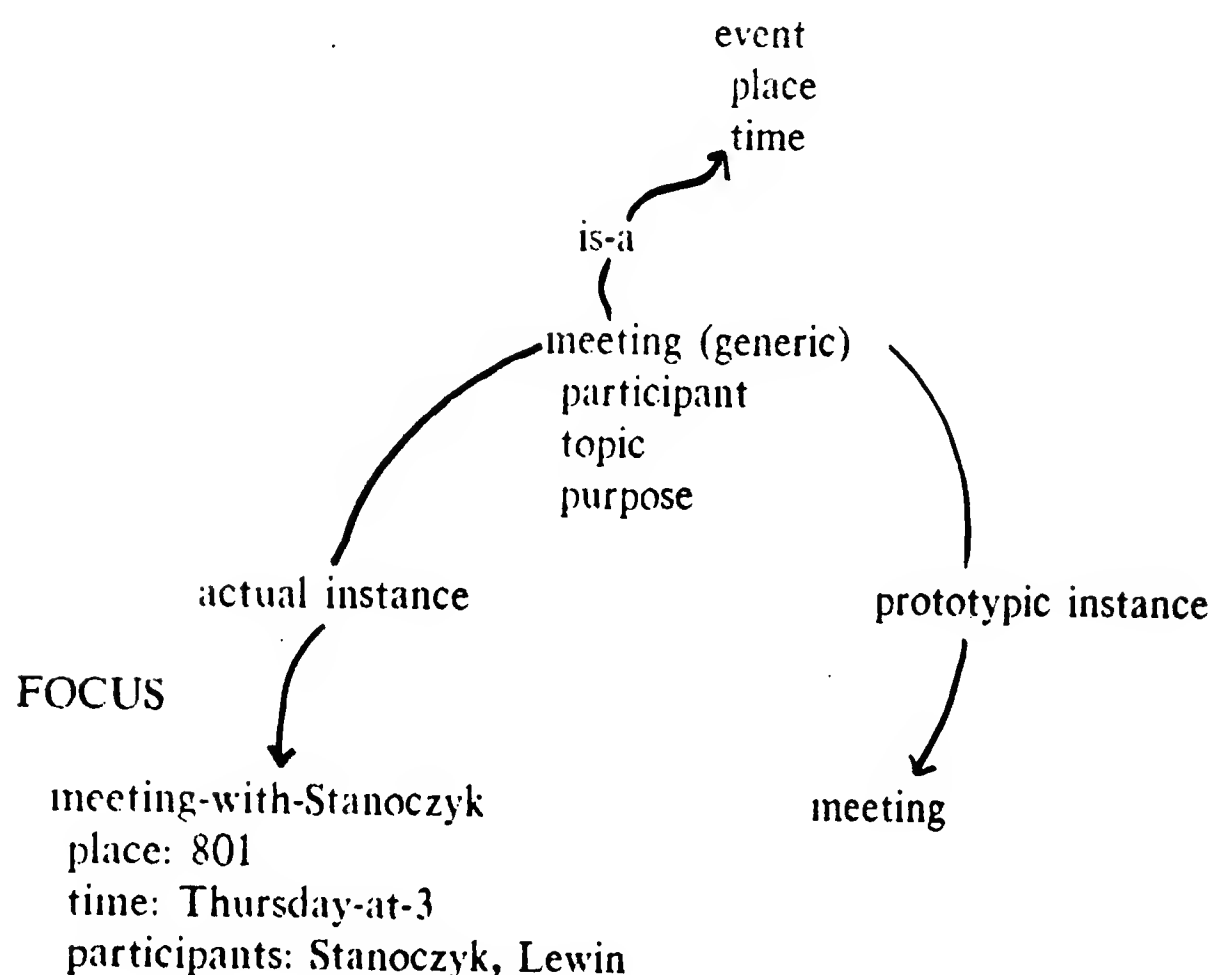 event
place
time
is-a
meeting (generic)
participant
topic
purpose
actual instance
prototypic instance
FOCUS
meeting-with-Stanoczyk
place: 801
time: Thursday-at-3
participants: Stanoczyk, Lewin
meeting